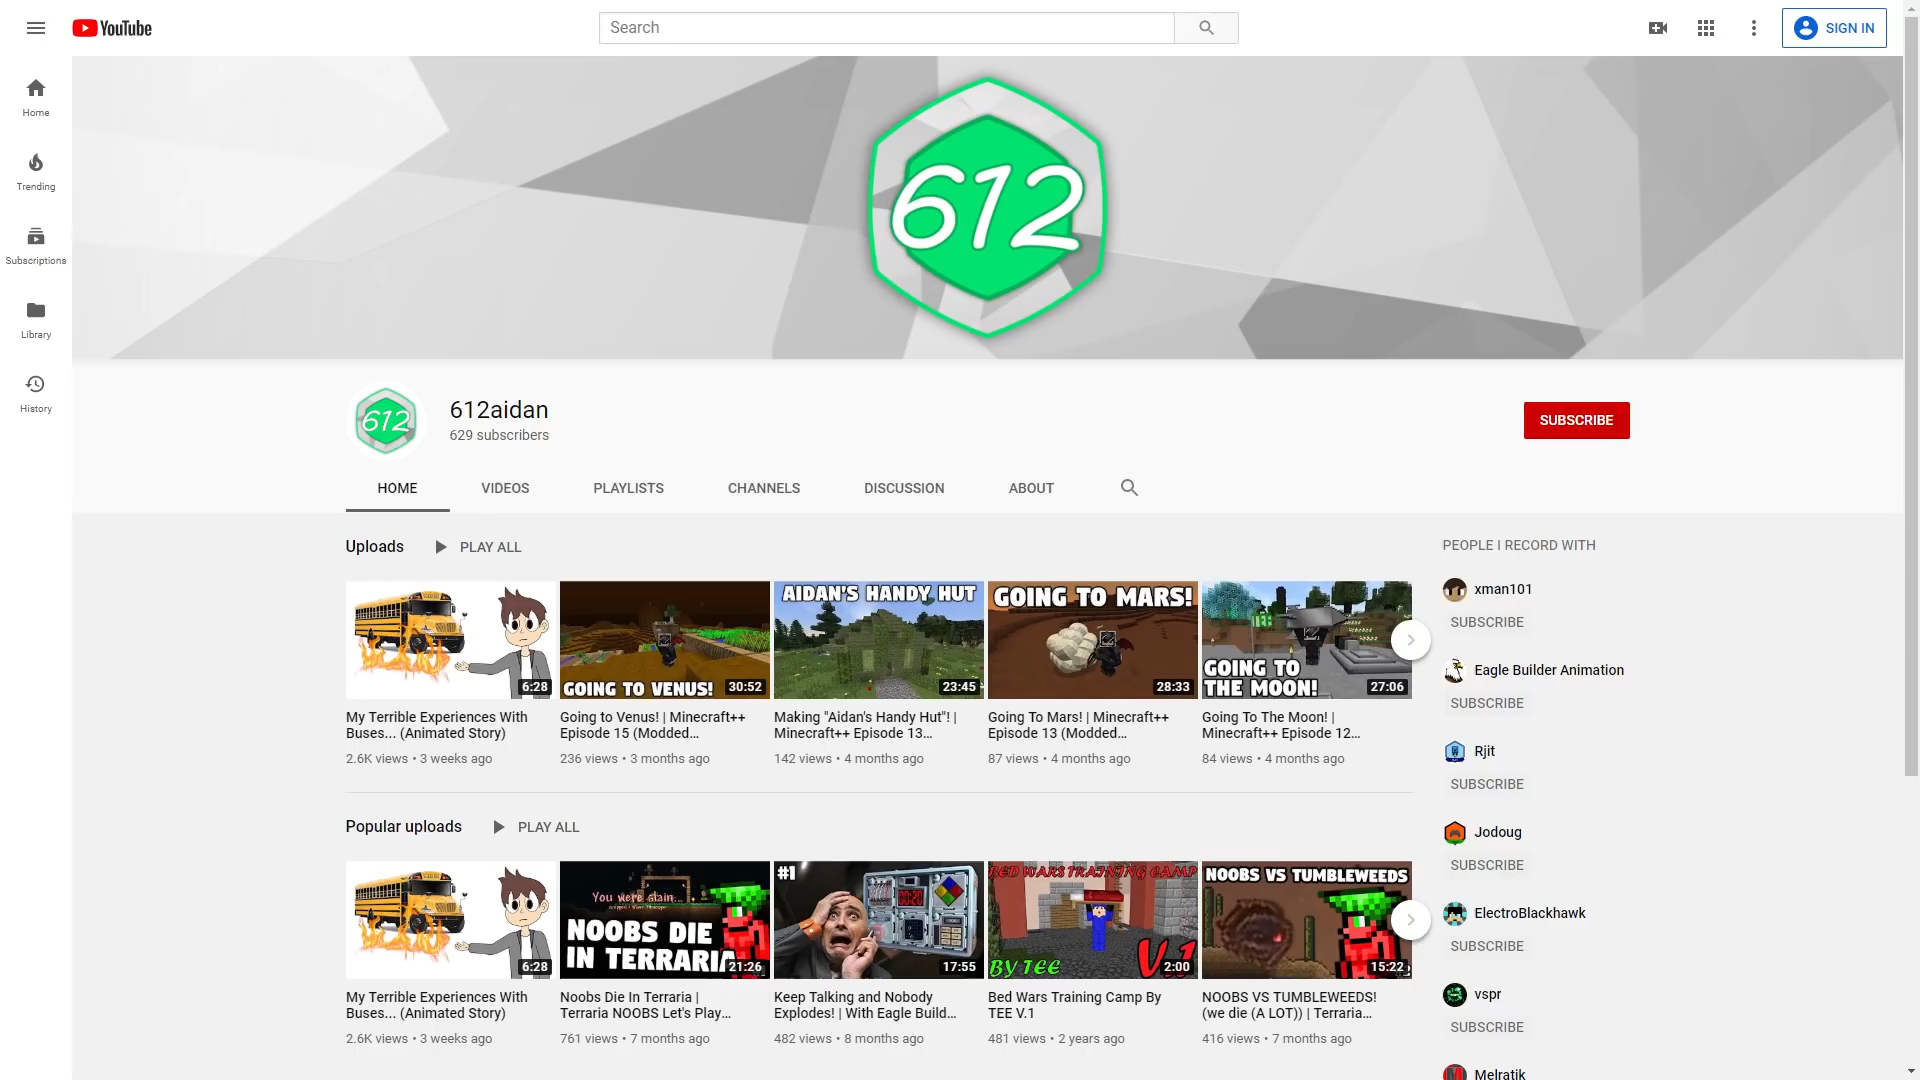 YouTube
Search
SIGN IN
Home
Trending
Subscriptions
Library
History
612
612
612aidan
629 subscribers
SUBSCRIBE
HOME
VIDEOS
PLAYLISTS
CHANNELS
DISCUSSION
ABOUT
Uploads
PLAY ALL
6:28
My Terrible Experiences With
Buses... (Animated Story)
2.6K views • 3 weeks ago
GOING TO VENUS!
30:52
Going to Venus! | Minecraft++
Episode 15 (Modded...
236 views • 3 months ago
AIDAN'S HANDY HUT
23:45
Making "Aidan's Handy Hut"! |
Minecraft++ Episode 13...
142 views • 4 months ago
GOING TO MARS!
28:33
Going To Mars! | Minecraft++
Episode 13 (Modded...
87 views • 4 months ago
GOING TO
THE MOON!
27:06
Going To The Moon! |
Minecraft++ Episode 12...
84 views • 4 months ago
Popular uploads
PLAY ALL
6:28
My Terrible Experiences With
Buses... (Animated Story)
2.6K views • 3 weeks ago
You were slain...
NOOBS DIE
IN TERRARIA
21:26
Noobs Die In Terraria |
Terraria NOOBS Let's Play...
761 views • 7 months ago
#1
17:55
Keep Talking and Nobody
Explodes! | With Eagle Build...
482 views • 8 months ago
BED WARS TRAINING CAMP
BY TEE
V.1
2:00
Bed Wars Training Camp By
TEE V.1
481 views • 2 years ago
NOOBS VS TUMBLEWEEDS
15:22
NOOBS VS TUMBLEWEEDS!
(we die (A LOT)) | Terraria...
416 views • 7 months ago
PEOPLE I RECORD WITH
xman101
SUBSCRIBE
Eagle Builder Animation
SUBSCRIBE
Rjit
SUBSCRIBE
Jodoug
SUBSCRIBE
ElectroBlackhawk
SUBSCRIBE
vspr
SUBSCRIBE
Melratik